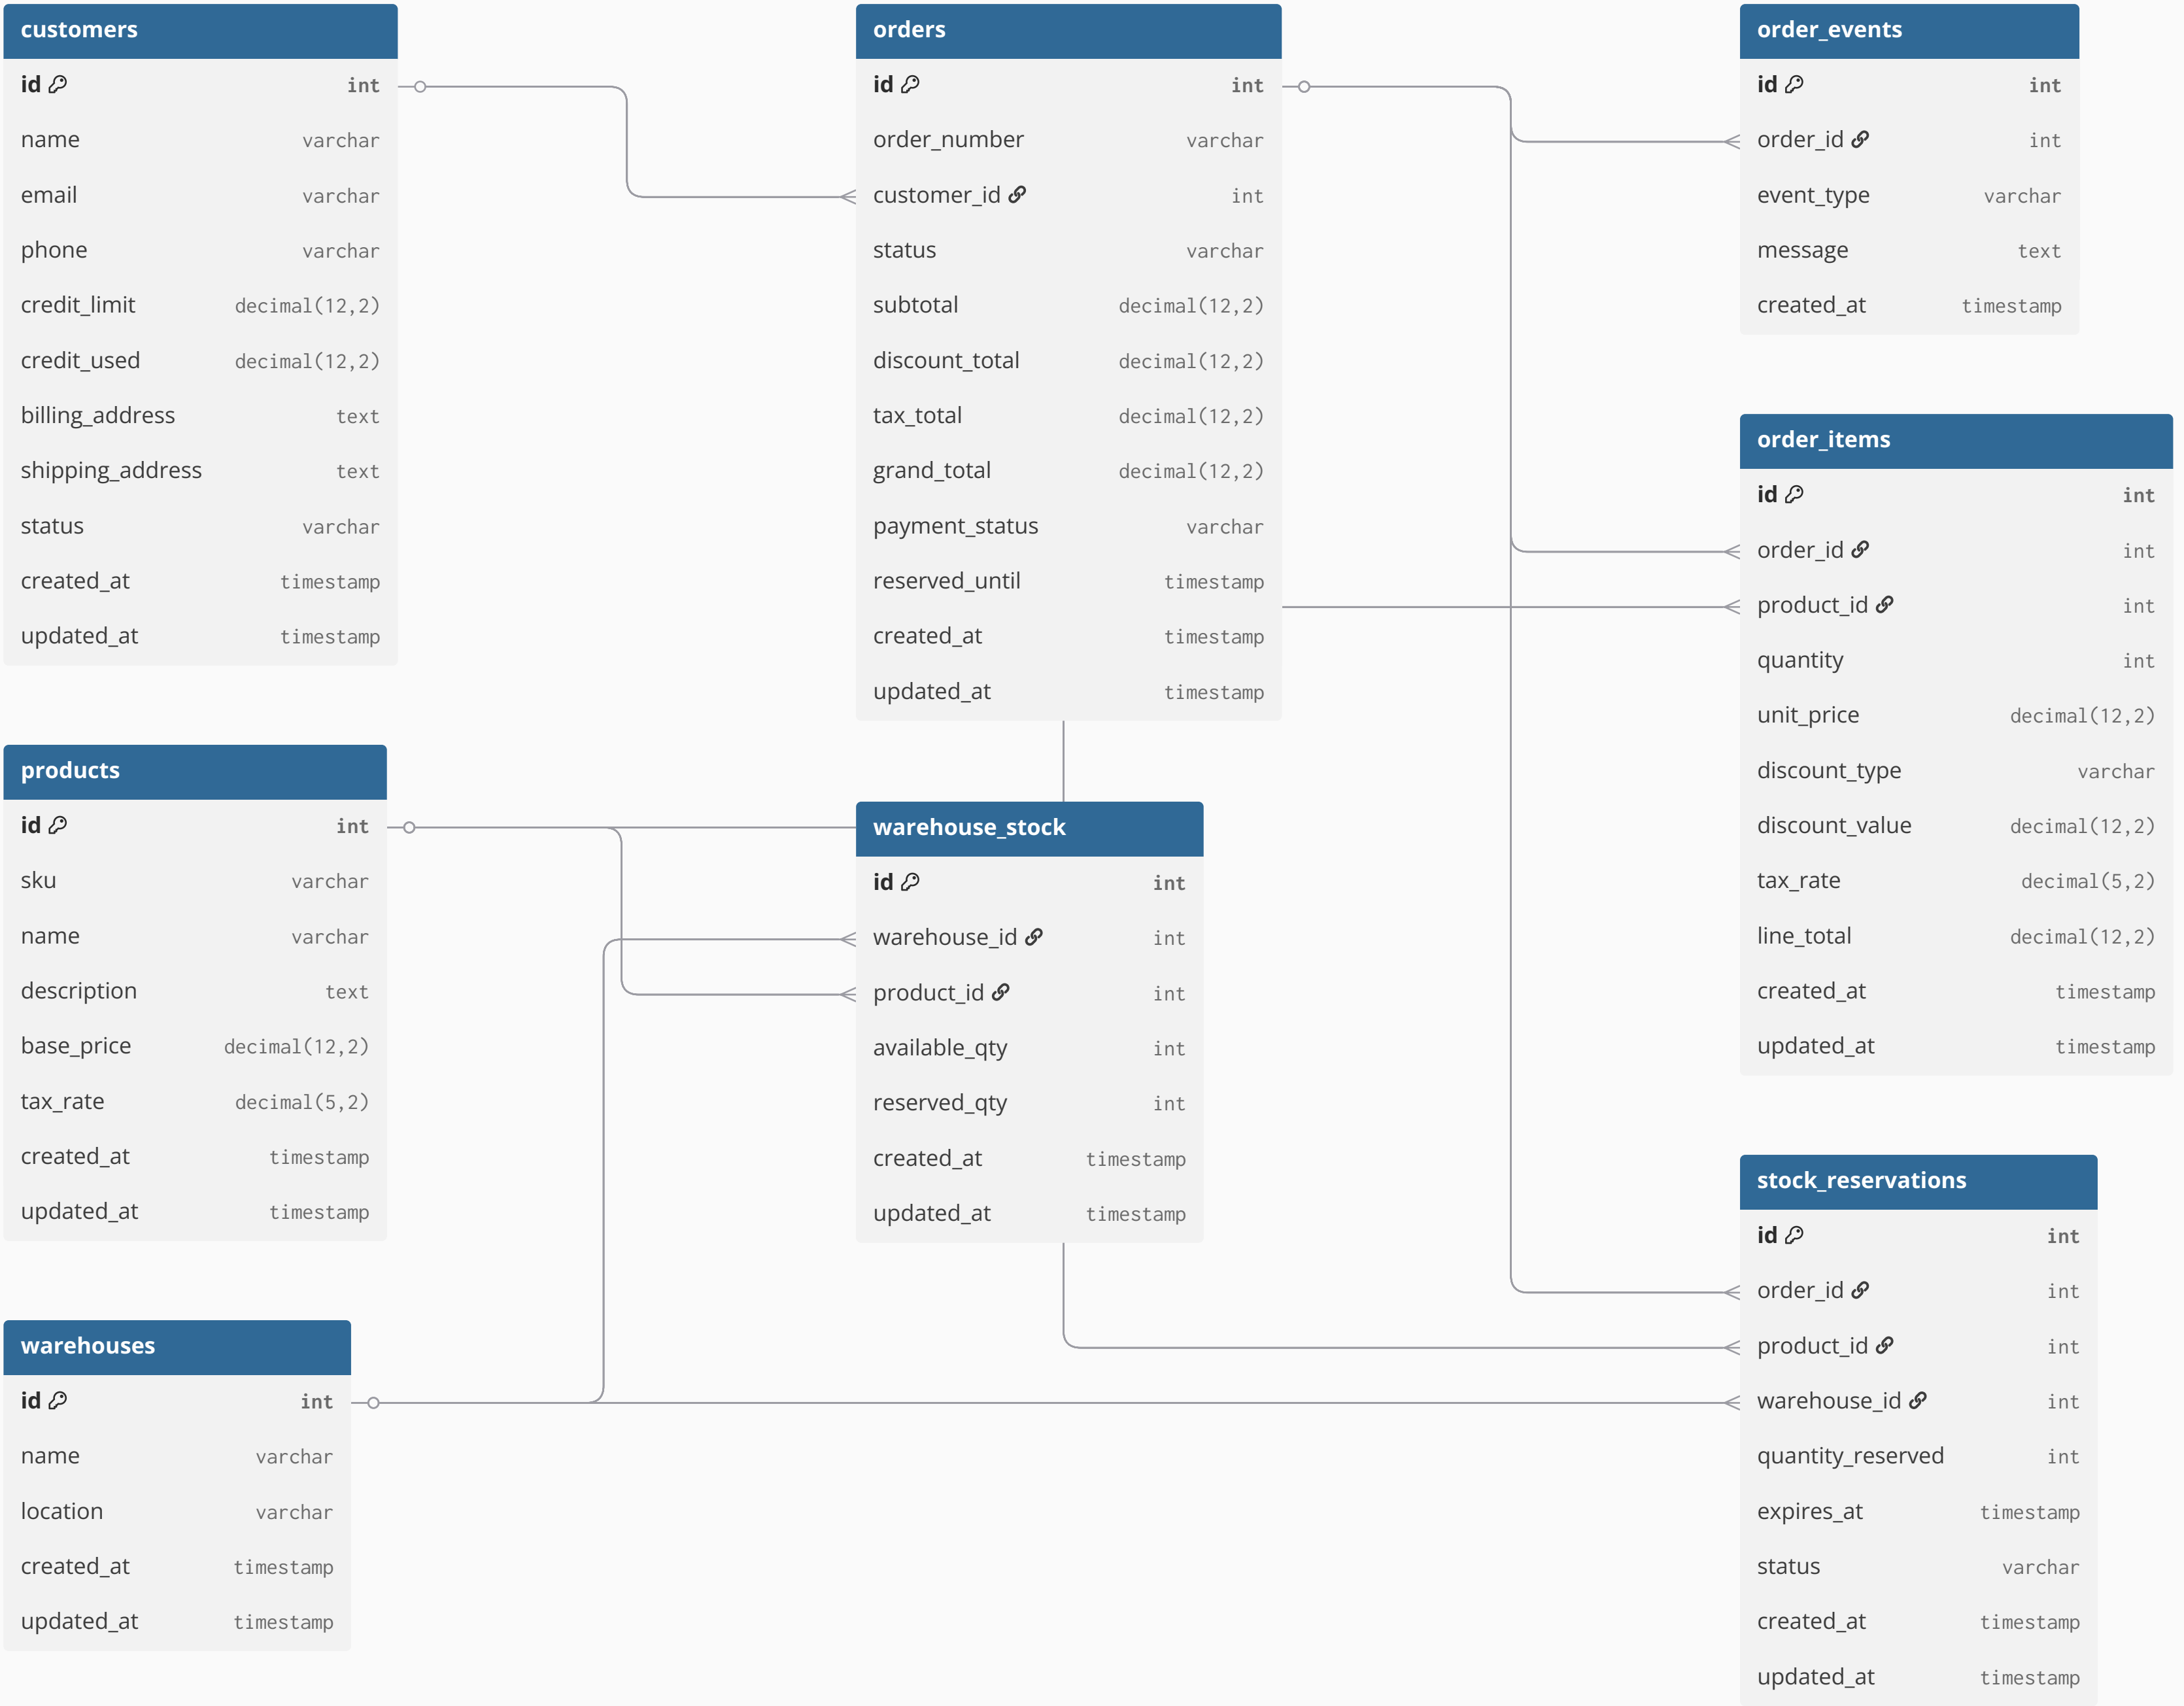 customers
id int
name varchar
email varchar
phone varchar
credit_limit decimal(12,2)
credit_used decimal(12,2)
billing_address text
shipping_address text
status varchar
created_at timestamp
updated_at timestamp
products
id int
sku varchar
name varchar
description text
base_price decimal(12,2)
tax_rate decimal(5,2)
created_at timestamp
updated_at timestamp
warehouses
id int
name varchar
location varchar
created_at timestamp
updated_at timestamp
orders
id int
order_number varchar
customer_id int
status varchar
subtotal decimal(12,2)
discount_total decimal(12,2)
tax_total decimal(12,2)
grand_total decimal(12,2)
payment_status varchar
reserved_until timestamp
created_at timestamp
updated_at timestamp
warehouse_stock
id int
warehouse_id int
product_id int
available_qty int
reserved_qty int
created_at timestamp
updated_at timestamp
order_events
id int
order_id int
event_type varchar
message text
created_at timestamp
order_items
id int
order_id int
product_id int
quantity int
unit_price decimal(12,2)
discount_type varchar
discount_value decimal(12,2)
tax_rate decimal(5,2)
line_total decimal(12,2)
created_at timestamp
updated_at timestamp
stock_reservations
id int
order_id int
product_id int
warehouse_id int
quantity_reserved int
expires_at timestamp
status varchar
created_at timestamp
updated_at timestamp